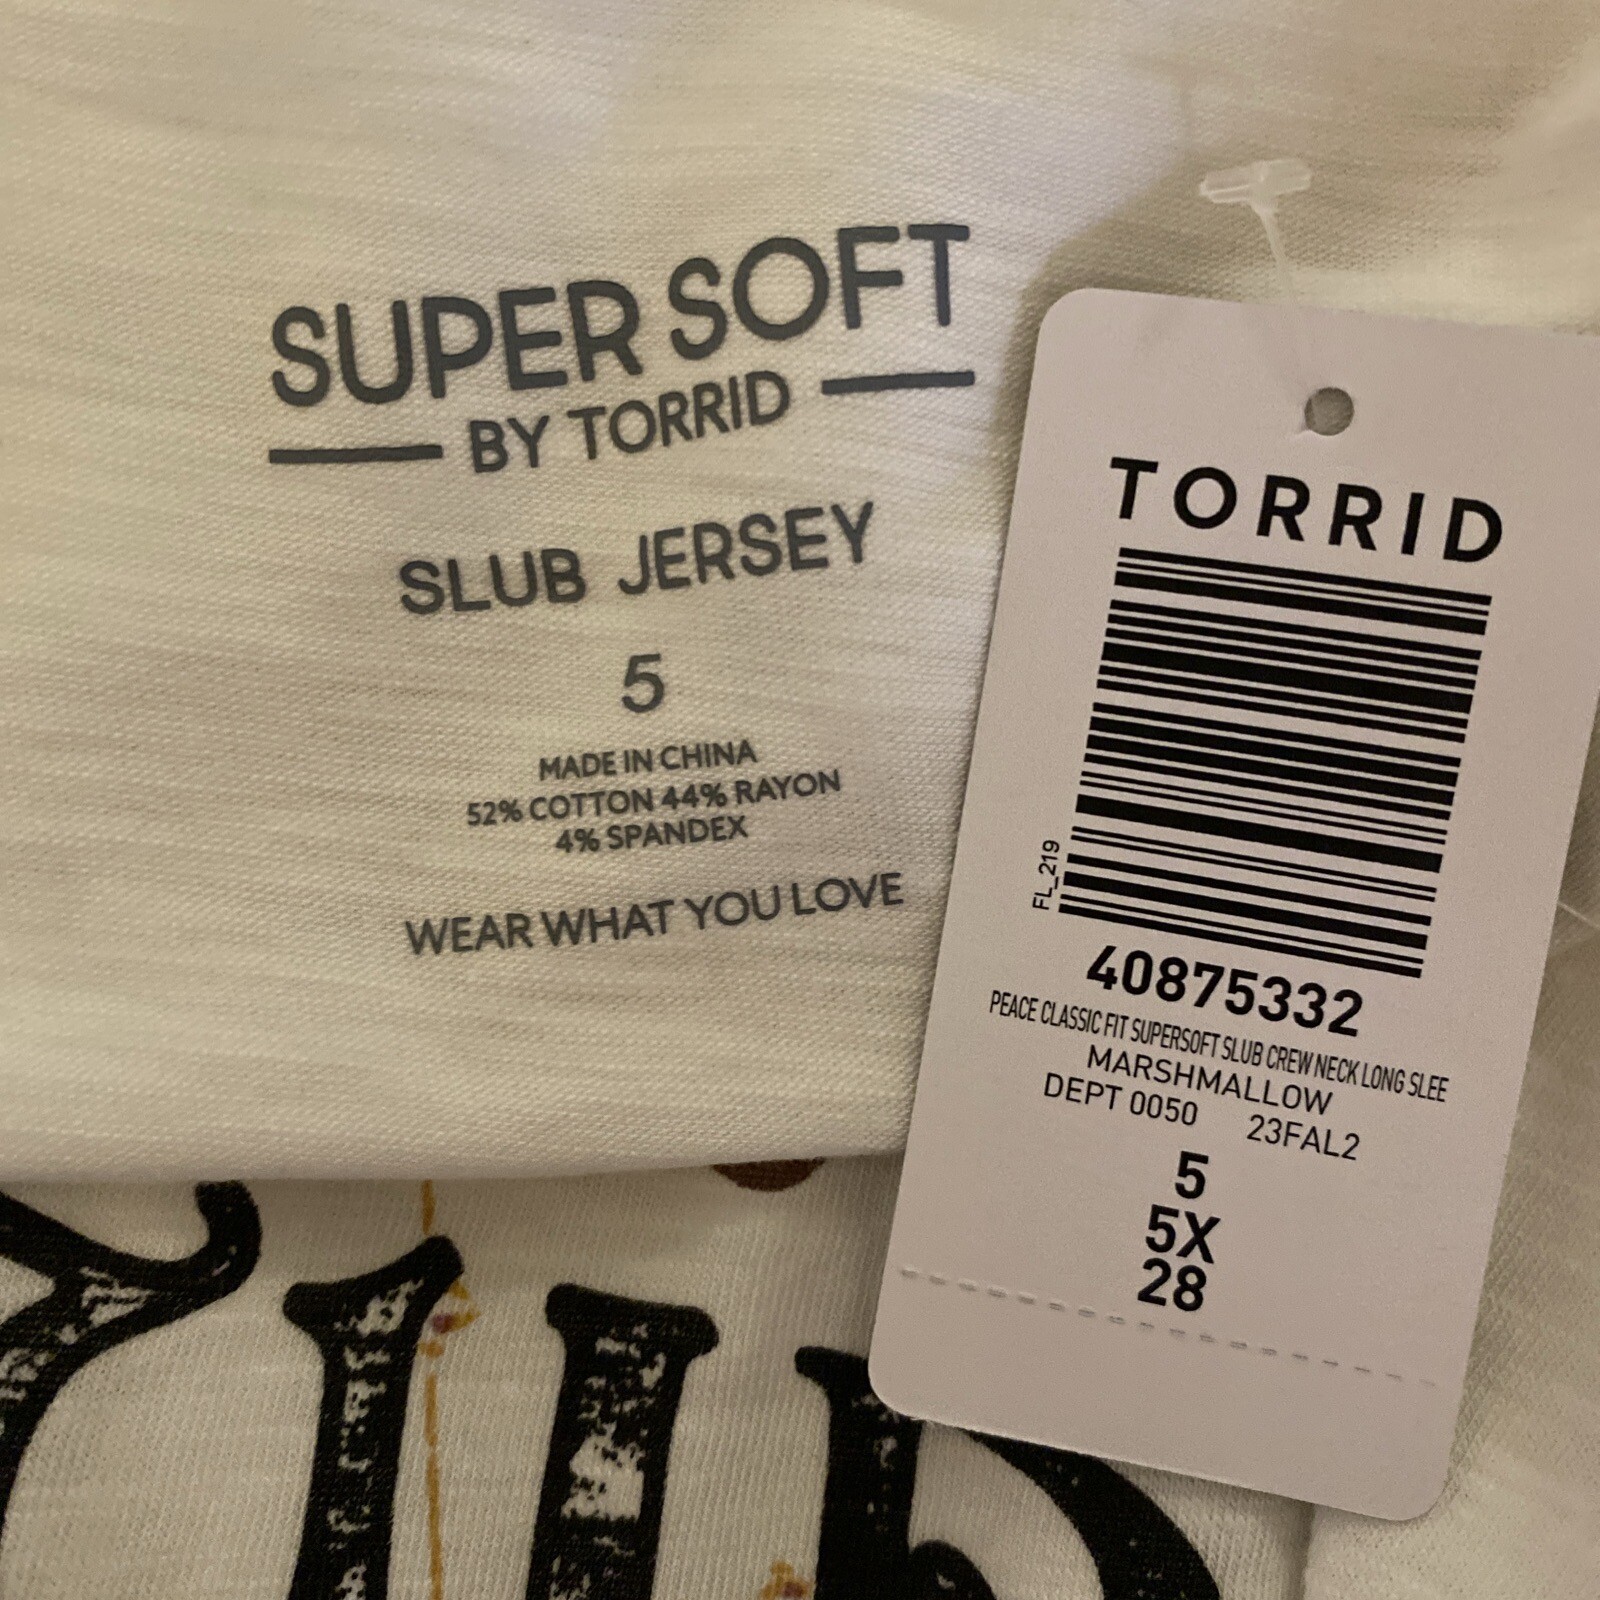 SUPER SOFT
BY TORRID
SLUB JERSEY
5
MADE IN CHINA
52% COTTON 44% RAYON
4% SPANDEX
WEAR WHAT YOU LOVE
TORRID
FL_219
40875332
PEACE CLASSIC FIT SUPERSOFT SLUB CREW NECK LONG SLEE
MARSHMALLOW
DEPT 0050 23FAL2
5
5X
28